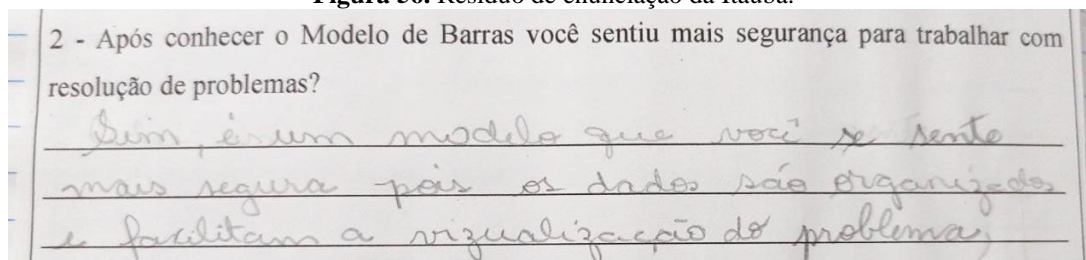 Figura 36. Resíduo de enunciação da Itaúba.
2 - Após conhecer o Modelo de Barras você sentiu mais segurança para trabalhar com
resolução de problemas?
Sim, é um modelo que você se sente
mais segura pois os dados são organizados
e facilitam a vizualização do problema,